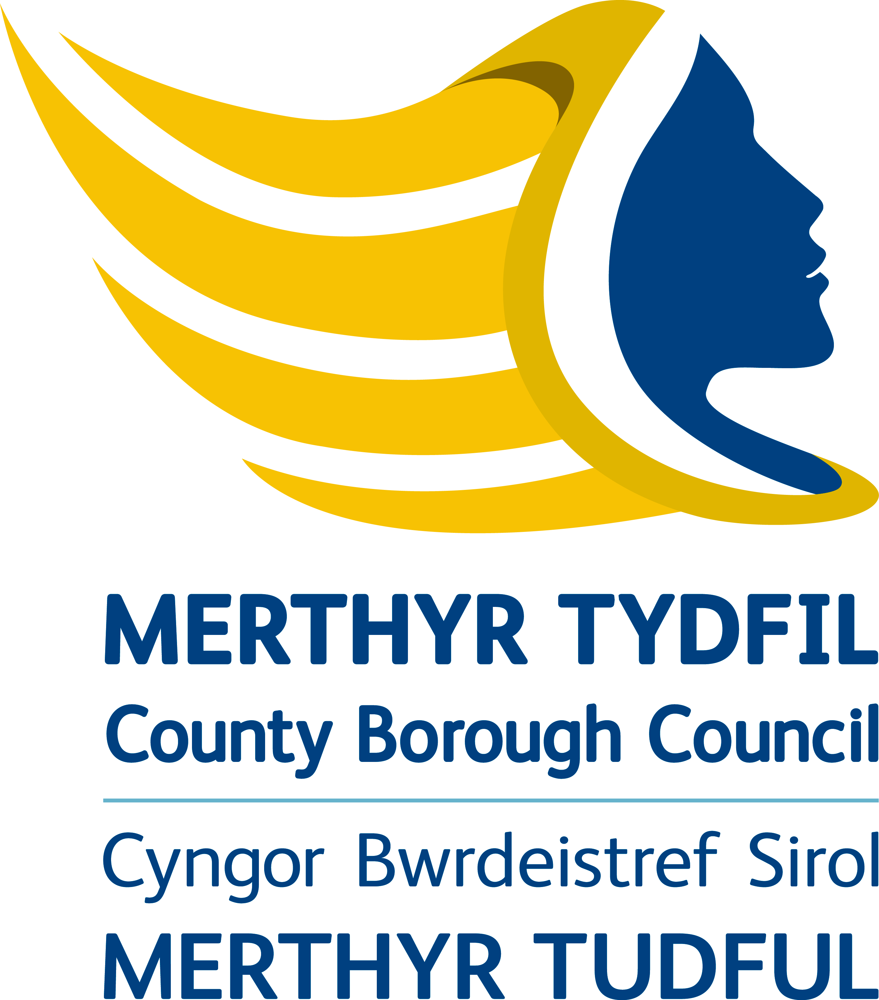 MERTHYR TYDFIL
County Borough Council
Cyngor Bwrdeistref Sirol
MERTHYR TUDFUL